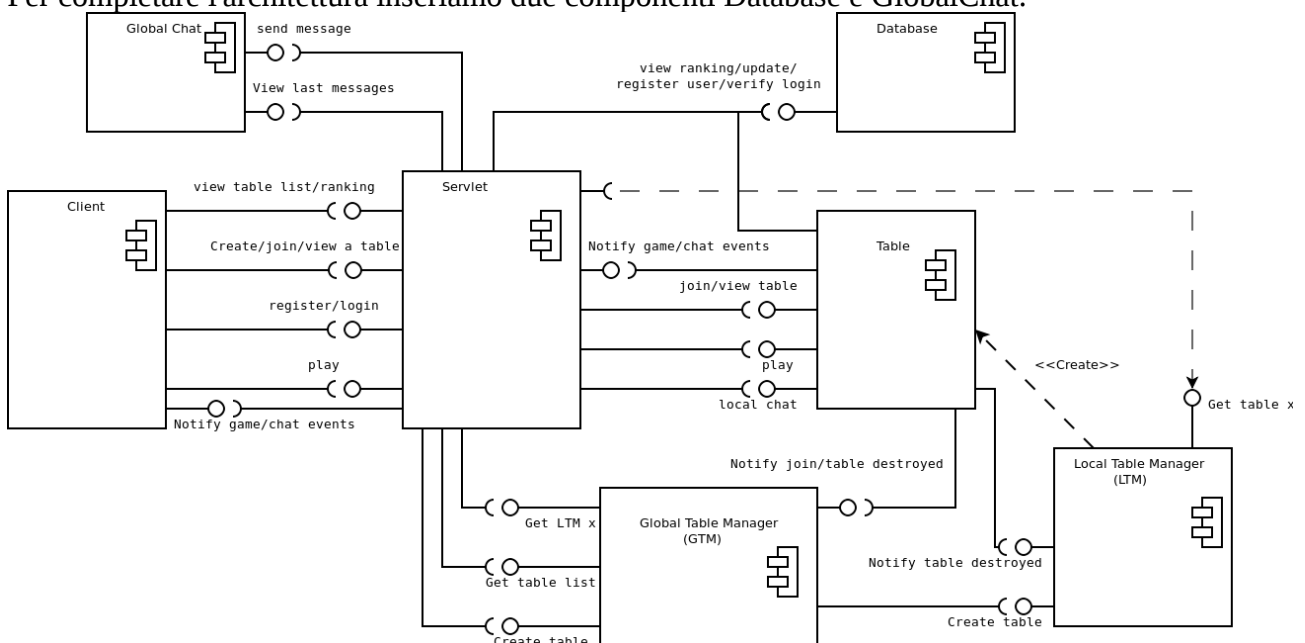 Per completare l'architettura inseriamo due componenti Database e GlobalChat.
Global Chat
send message
View last messages
Database
view ranking/update/
register user/verify login
Client
view table list/ranking
Create/join/view a table
register/login
play
Notify game/chat events
Servlet
Notify game/chat events
join/view table
play
local chat
Table
<<Create>>
Get table x
Local Table Manager
(LTM)
Notify join/table destroyed
Get LTM x
Get table list
Create table
Global Table Manager
(GTM)
Notify table destroyed
Create table